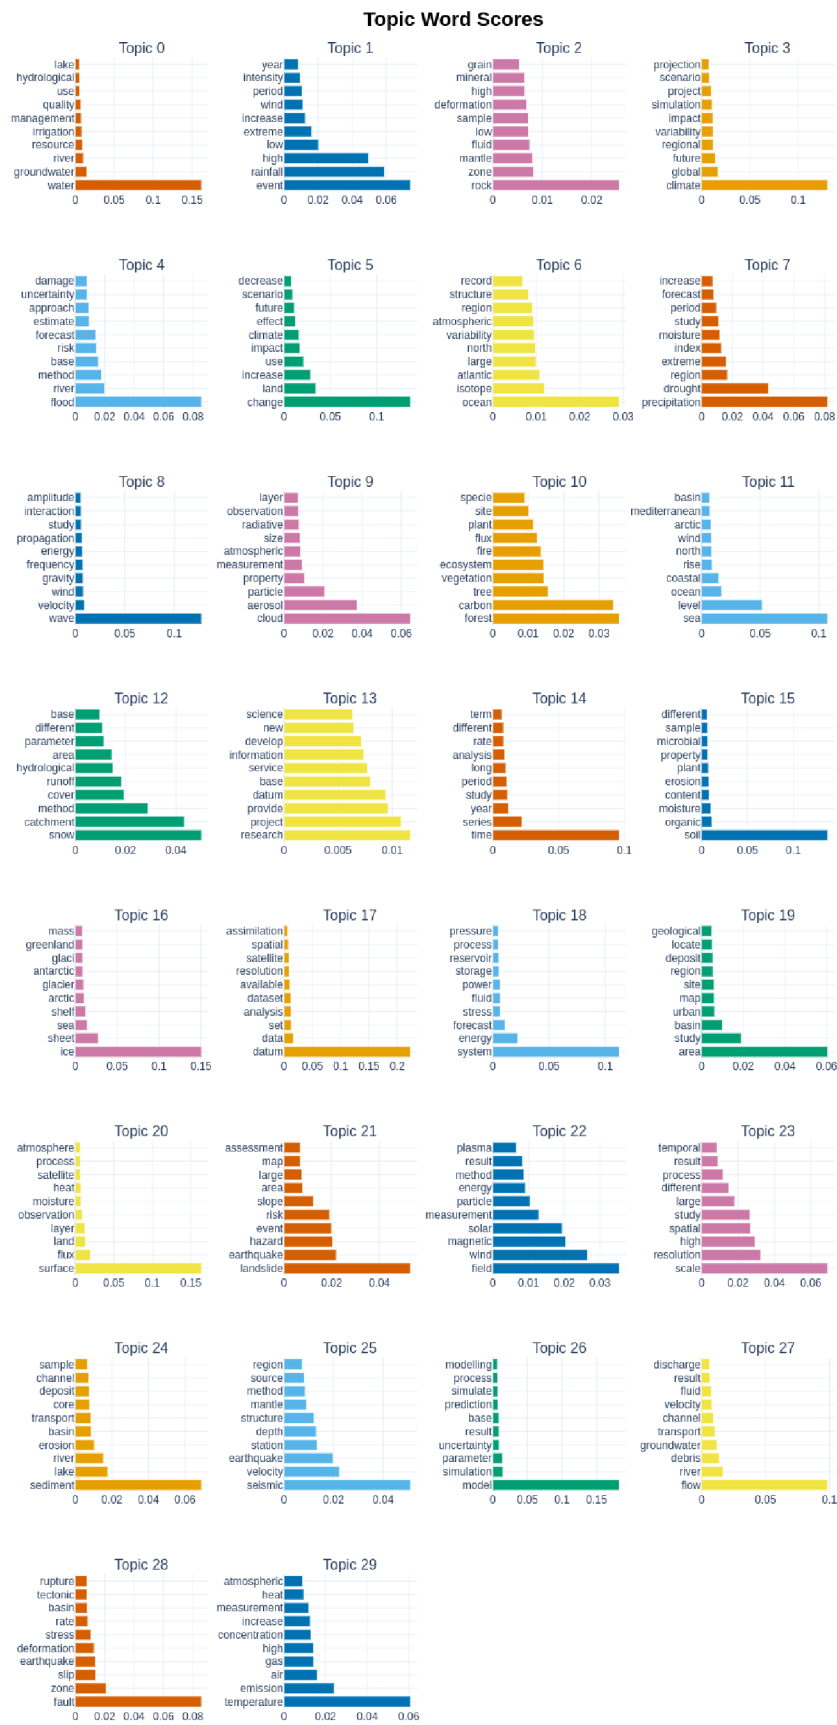 Topic Word Scores
Topic 0
lake
hydrological
use
quality
management
irrigation
resource
river
groundwater
water
0 0.05 0.1 0.15
Topic 1
year
intensity
period
wind
increase
extreme
low
high
rainfall
event
0 0.02 0.04 0.06
Topic 2
grain
mineral
high
deformation
sample
low
fluid
mantle
zone
rock
0 0.01 0.02
Topic 3
projection
scenario
project
simulation
impact
variability
regional
future
global
climate
0 0.05 0.1
Topic 4
damage
uncertainty
approach
estimate
forecast
risk
base
method
river
flood
0 0.02 0.04 0.06 0.08
Topic 5
decrease
scenario
future
effect
climate
impact
use
increase
land
change
0 0.05 0.1
Topic 6
record
structure
region
atmospheric
variability
north
large
atlantic
isotope
ocean
0 0.01 0.02 0.03
Topic 7
increase
forecast
period
study
moisture
index
extreme
region
drought
precipitation
0 0.02 0.04 0.06 0.08
Topic 8
amplitude
interaction
study
propagation
energy
frequency
gravity
wind
velocity
wave
0 0.05 0.1
Topic 9
layer
observation
radiative
size
atmospheric
measurement
property
particle
aerosol
cloud
0 0.02 0.04 0.06
Topic 10
specie
site
plant
flux
fire
ecosystem
vegetation
tree
carbon
forest
0 0.01 0.02 0.03
Topic 11
basin
mediterranean
arctic
wind
north
rise
coastal
ocean
level
sea
0 0.05 0.1
Topic 12
base
different
parameter
area
hydrological
runoff
cover
method
catchment
snow
0 0.02 0.04
Topic 13
science
new
develop
information
service
base
datum
provide
project
research
0 0.005 0.01
Topic 14
term
different
rate
analysis
long
period
study
year
series
time
0 0.05 0.1
Topic 15
different
sample
microbial
property
plant
erosion
content
moisture
organic
soil
0 0.05 0.1
Topic 16
mass
greenland
glaci
antarctic
glacier
arctic
shelf
sea
sheet
ice
0 0.05 0.1 0.15
Topic 17
assimilation
spatial
satellite
resolution
available
dataset
analysis
set
data
datum
0 0.05 0.1 0.15 0.2
Topic 18
pressure
process
reservoir
storage
power
fluid
stress
forecast
energy
system
0 0.05 0.1
Topic 19
geological
locate
deposit
region
site
map
urban
basin
study
area
0 0.02 0.04 0.06
Topic 20
atmosphere
process
satellite
heat
moisture
observation
layer
land
flux
surface
0 0.05 0.1 0.15
Topic 21
assessment
map
large
area
slope
risk
event
hazard
earthquake
landslide
0 0.02 0.04
Topic 22
plasma
result
method
energy
particle
measurement
solar
magnetic
wind
field
0 0.01 0.02 0.03
Topic 23
temporal
result
process
different
large
study
spatial
high
resolution
scale
0 0.02 0.04 0.06
Topic 24
sample
channel
deposit
core
transport
basin
erosion
river
lake
sediment
0 0.02 0.04 0.06
Topic 25
region
source
method
mantle
structure
depth
station
earthquake
velocity
seismic
0 0.02 0.04
Topic 26
modelling
process
simulate
prediction
base
result
uncertainty
parameter
simulation
model
0 0.05 0.1 0.15
Topic 27
discharge
result
fluid
velocity
channel
transport
groundwater
debris
river
flow
0 0.05 0.1
Topic 28
rupture
tectonic
basin
rate
stress
deformation
earthquake
slip
zone
fault
0 0.02 0.04 0.06 0.08
Topic 29
atmospheric
heat
measurement
increase
concentration
high
gas
air
emission
temperature
0 0.02 0.04 0.06